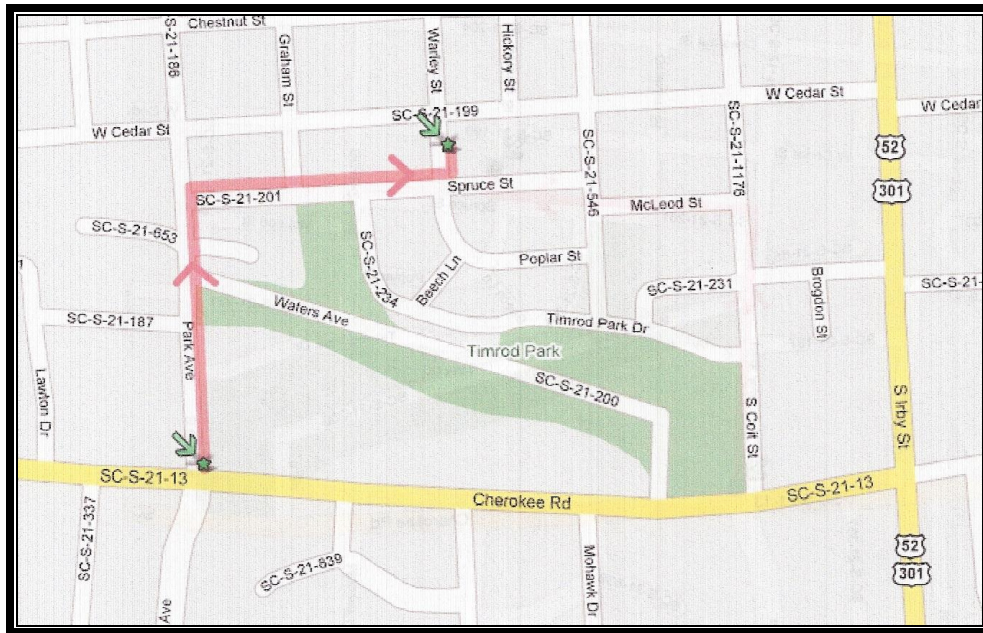 Chestnut St
S-21-186
Graham St
Warley St
Hickory St
SC-S-21-199
W Cedar St
W Cedar St
W Cedar
SC-S-21-546
SC-S-21-1176
52
301
Spruce St
SC-S-21-201
McLeod St
SC-S-21-653
SC-S-21-234
Beech Ln
Poplar St
SC-S-21-231
Brogdon St
SC-S-21-
1
Waters Ave
SC-S-21-187
Park Ave
Timrod Park Dr
Timrod Park
SC-S-21-200
Lawton Dr
S Coit St
S Irby St
SC-S-21-13
Cherokee Rd
SC-S-21-13
SC-S-21-337
SC-S-21-839
Mohawk Dr
52
301
Ave